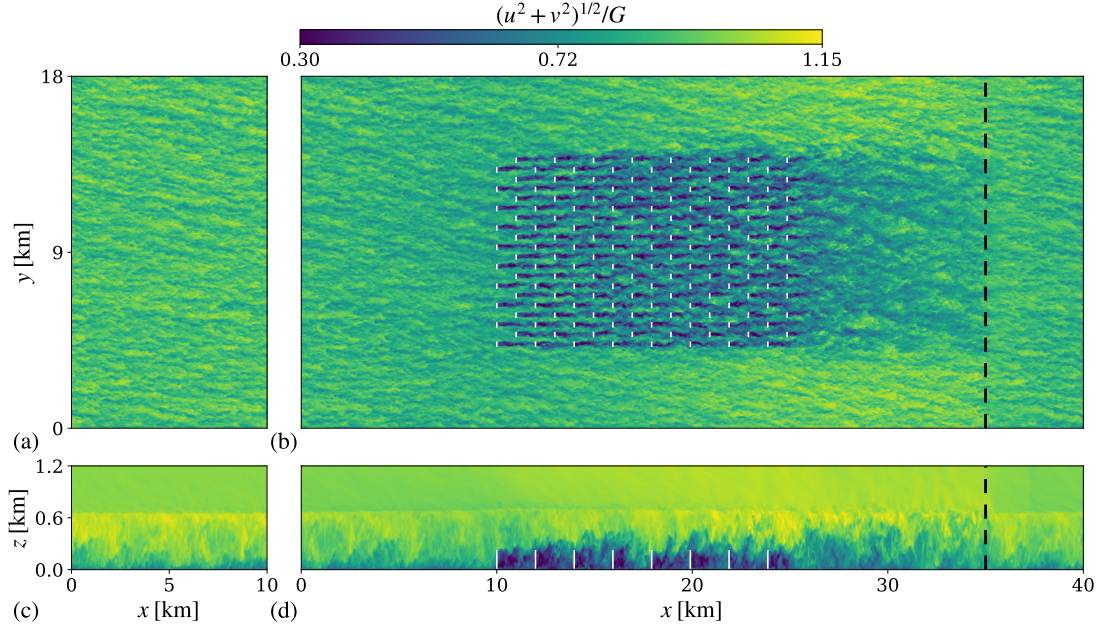 (u² + v²)¹/²/G
0.30 0.72 1.15
18
9
0
y [km]
(a) (b)
1.2
0.6
0.0
z [km]
0 5 10 0 10 20 30 40
(c) x [km] (d) x [km]